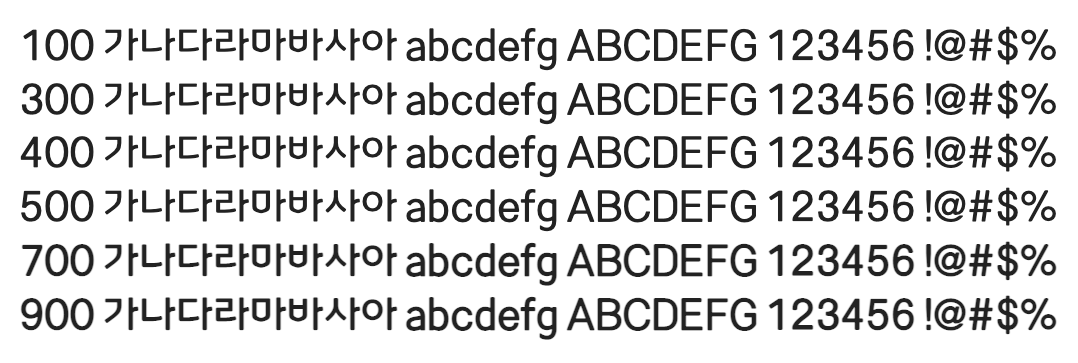 100 가나다라마바사아 abcdefg ABCDEFG 123456 !@#$%
300 가나다라마바사아 abcdefg ABCDEFG 123456 !@#$%
400 가나다라마바사아 abcdefg ABCDEFG 123456 !@#$%
500 가나다라마바사아 abcdefg ABCDEFG 123456 !@#$%
700 가나다라마바사아 abcdefg ABCDEFG 123456 !@#$%
900 가나다라마바사아 abcdefg ABCDEFG 123456 !@#$%